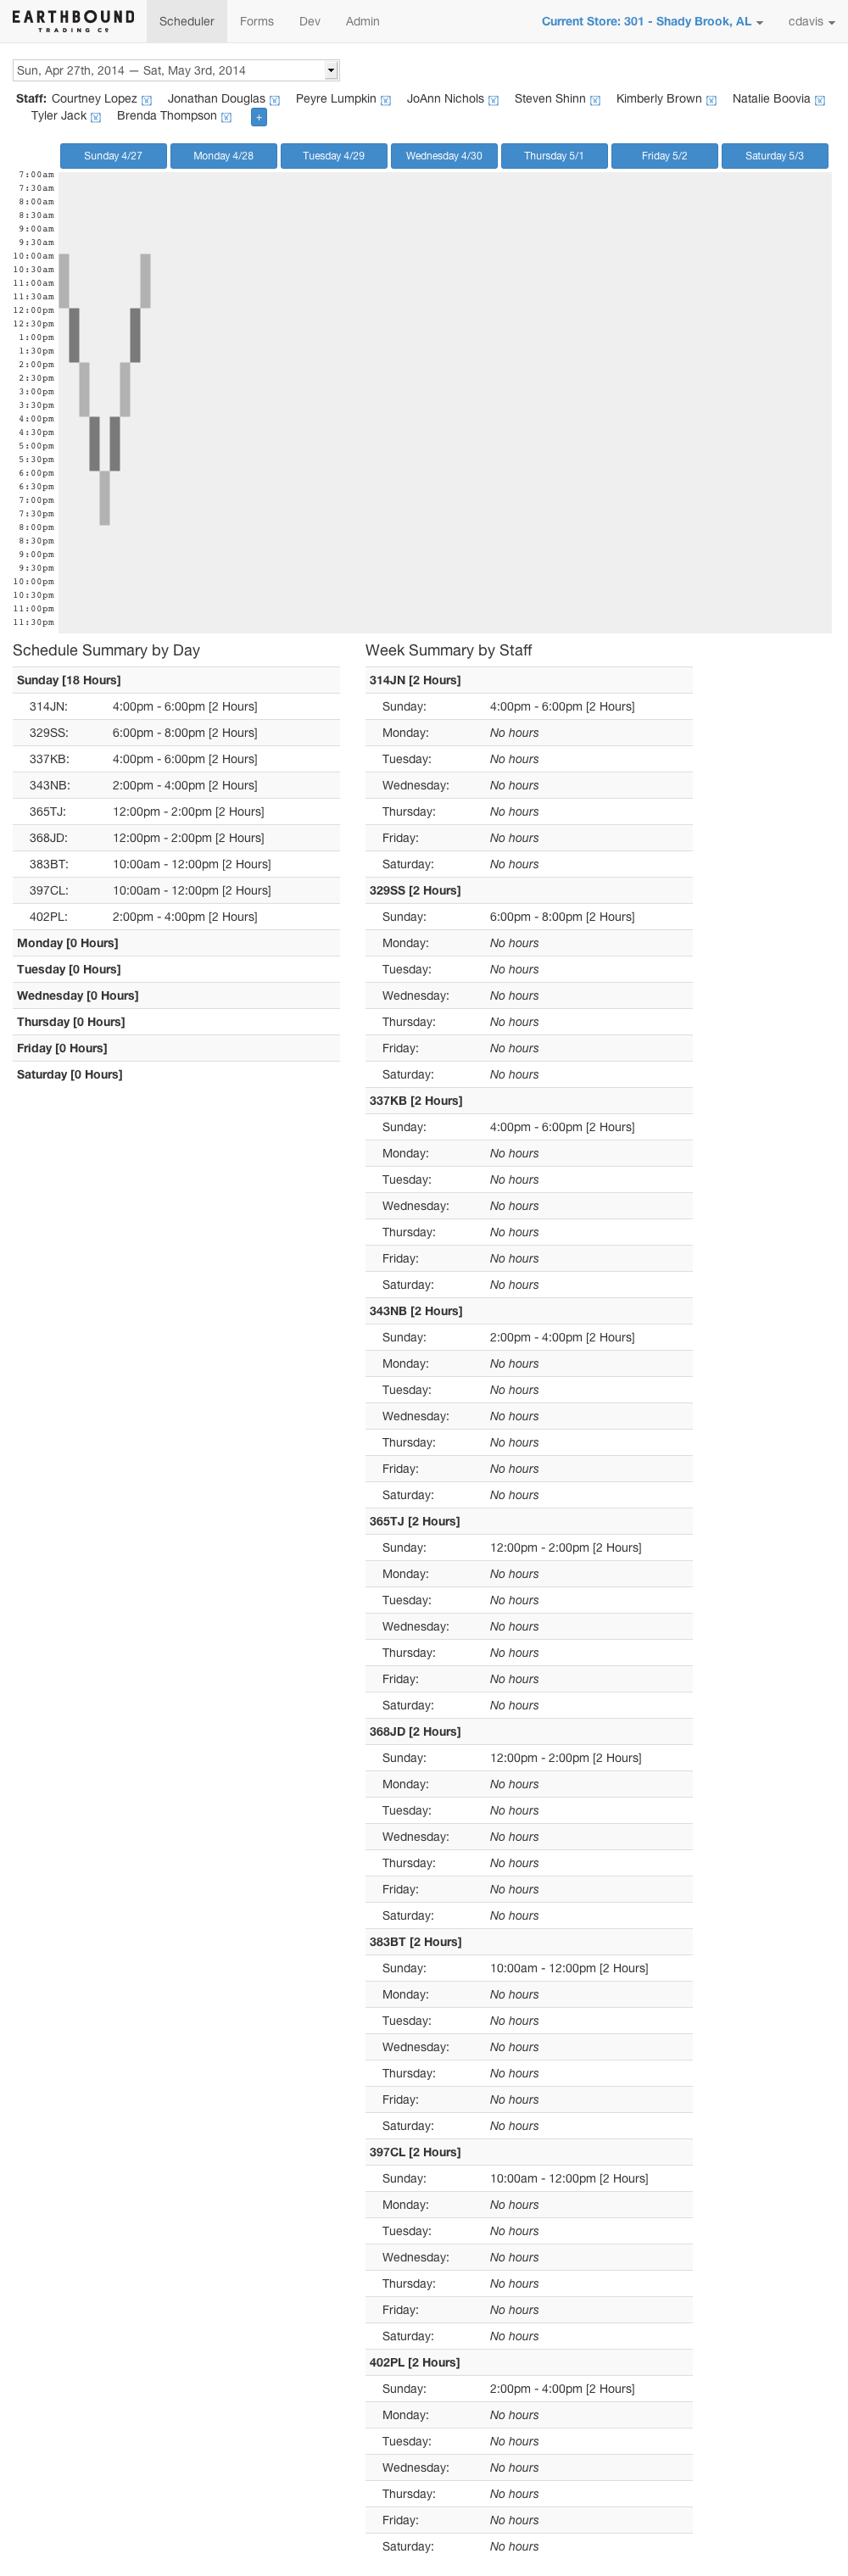 EARTHBOUND Scheduler Forms Dev Admin Current Store: 301 - Shady Brook, AL cdavis
TRADING Cº
Sun, Apr 27th, 2014 — Sat, May 3rd, 2014
Staff: Courtney Lopez Jonathan Douglas Peyre Lumpkin JoAnn Nichols Steven Shinn Kimberly Brown Natalie Boovia
Tyler Jack Brenda Thompson +
Sunday 4/27 Monday 4/28 Tuesday 4/29 Wednesday 4/30 Thursday 5/1 Friday 5/2 Saturday 5/3
7:00am
7:30am
8:00am
8:30am
9:00am
9:30am
10:00am
10:30am
11:00am
11:30am
12:00pm
12:30pm
1:00pm
1:30pm
2:00pm
2:30pm
3:00pm
3:30pm
4:00pm
4:30pm
5:00pm
5:30pm
6:00pm
6:30pm
7:00pm
7:30pm
8:00pm
8:30pm
9:00pm
9:30pm
10:00pm
10:30pm
11:00pm
11:30pm
Schedule Summary by Day
Sunday [18 Hours]
314JN: 4:00pm - 6:00pm [2 Hours]
329SS: 6:00pm - 8:00pm [2 Hours]
337KB: 4:00pm - 6:00pm [2 Hours]
343NB: 2:00pm - 4:00pm [2 Hours]
365TJ: 12:00pm - 2:00pm [2 Hours]
368JD: 12:00pm - 2:00pm [2 Hours]
383BT: 10:00am - 12:00pm [2 Hours]
397CL: 10:00am - 12:00pm [2 Hours]
402PL: 2:00pm - 4:00pm [2 Hours]
Monday [0 Hours]
Tuesday [0 Hours]
Wednesday [0 Hours]
Thursday [0 Hours]
Friday [0 Hours]
Saturday [0 Hours]
Week Summary by Staff
314JN [2 Hours]
Sunday: 4:00pm - 6:00pm [2 Hours]
Monday: No hours
Tuesday: No hours
Wednesday: No hours
Thursday: No hours
Friday: No hours
Saturday: No hours
329SS [2 Hours]
Sunday: 6:00pm - 8:00pm [2 Hours]
Monday: No hours
Tuesday: No hours
Wednesday: No hours
Thursday: No hours
Friday: No hours
Saturday: No hours
337KB [2 Hours]
Sunday: 4:00pm - 6:00pm [2 Hours]
Monday: No hours
Tuesday: No hours
Wednesday: No hours
Thursday: No hours
Friday: No hours
Saturday: No hours
343NB [2 Hours]
Sunday: 2:00pm - 4:00pm [2 Hours]
Monday: No hours
Tuesday: No hours
Wednesday: No hours
Thursday: No hours
Friday: No hours
Saturday: No hours
365TJ [2 Hours]
Sunday: 12:00pm - 2:00pm [2 Hours]
Monday: No hours
Tuesday: No hours
Wednesday: No hours
Thursday: No hours
Friday: No hours
Saturday: No hours
368JD [2 Hours]
Sunday: 12:00pm - 2:00pm [2 Hours]
Monday: No hours
Tuesday: No hours
Wednesday: No hours
Thursday: No hours
Friday: No hours
Saturday: No hours
383BT [2 Hours]
Sunday: 10:00am - 12:00pm [2 Hours]
Monday: No hours
Tuesday: No hours
Wednesday: No hours
Thursday: No hours
Friday: No hours
Saturday: No hours
397CL [2 Hours]
Sunday: 10:00am - 12:00pm [2 Hours]
Monday: No hours
Tuesday: No hours
Wednesday: No hours
Thursday: No hours
Friday: No hours
Saturday: No hours
402PL [2 Hours]
Sunday: 2:00pm - 4:00pm [2 Hours]
Monday: No hours
Tuesday: No hours
Wednesday: No hours
Thursday: No hours
Friday: No hours
Saturday: No hours